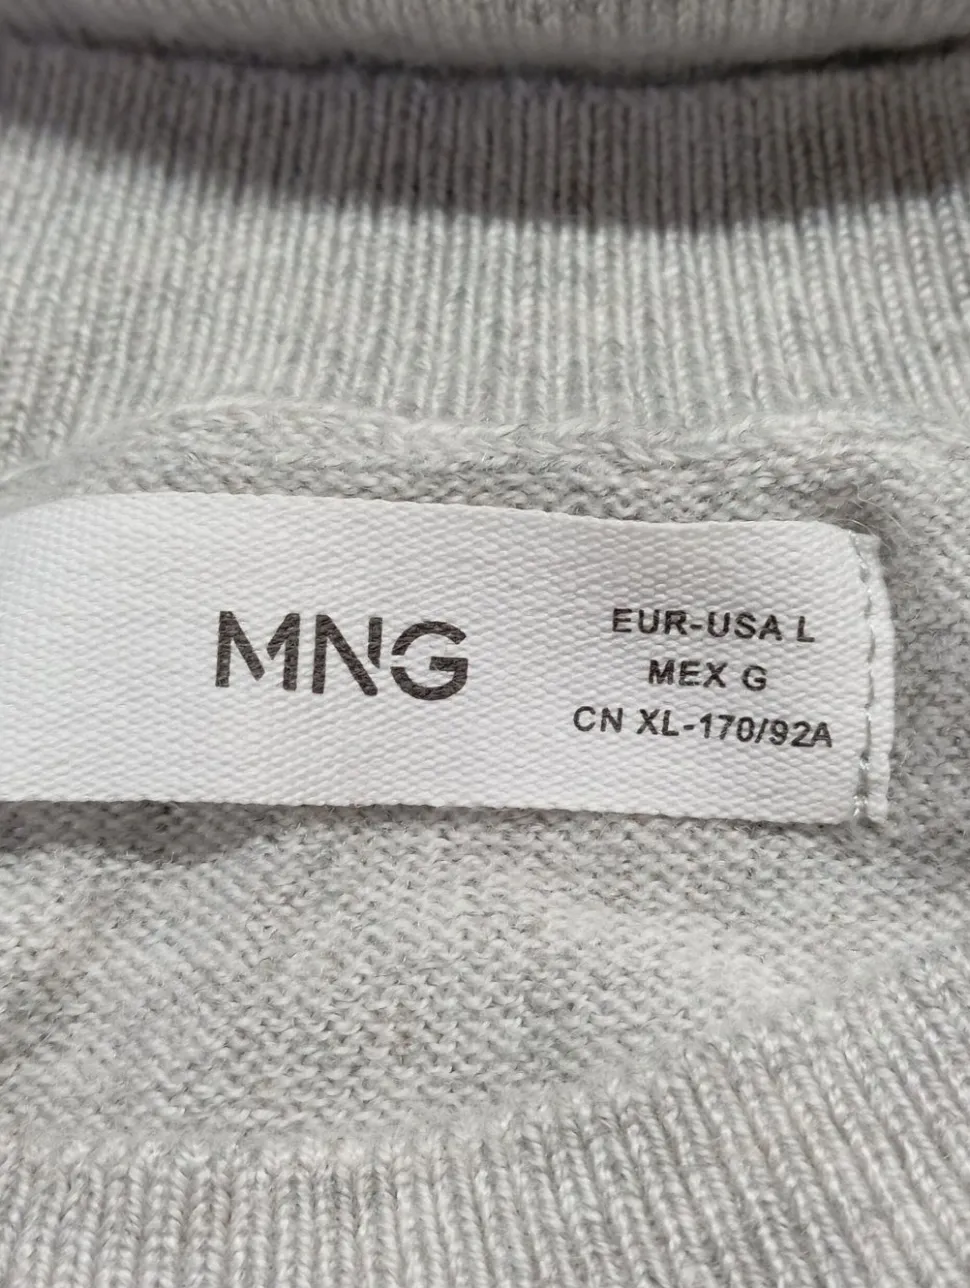 MNG
EUR-USA L
MEX G
CN XL-170/92A